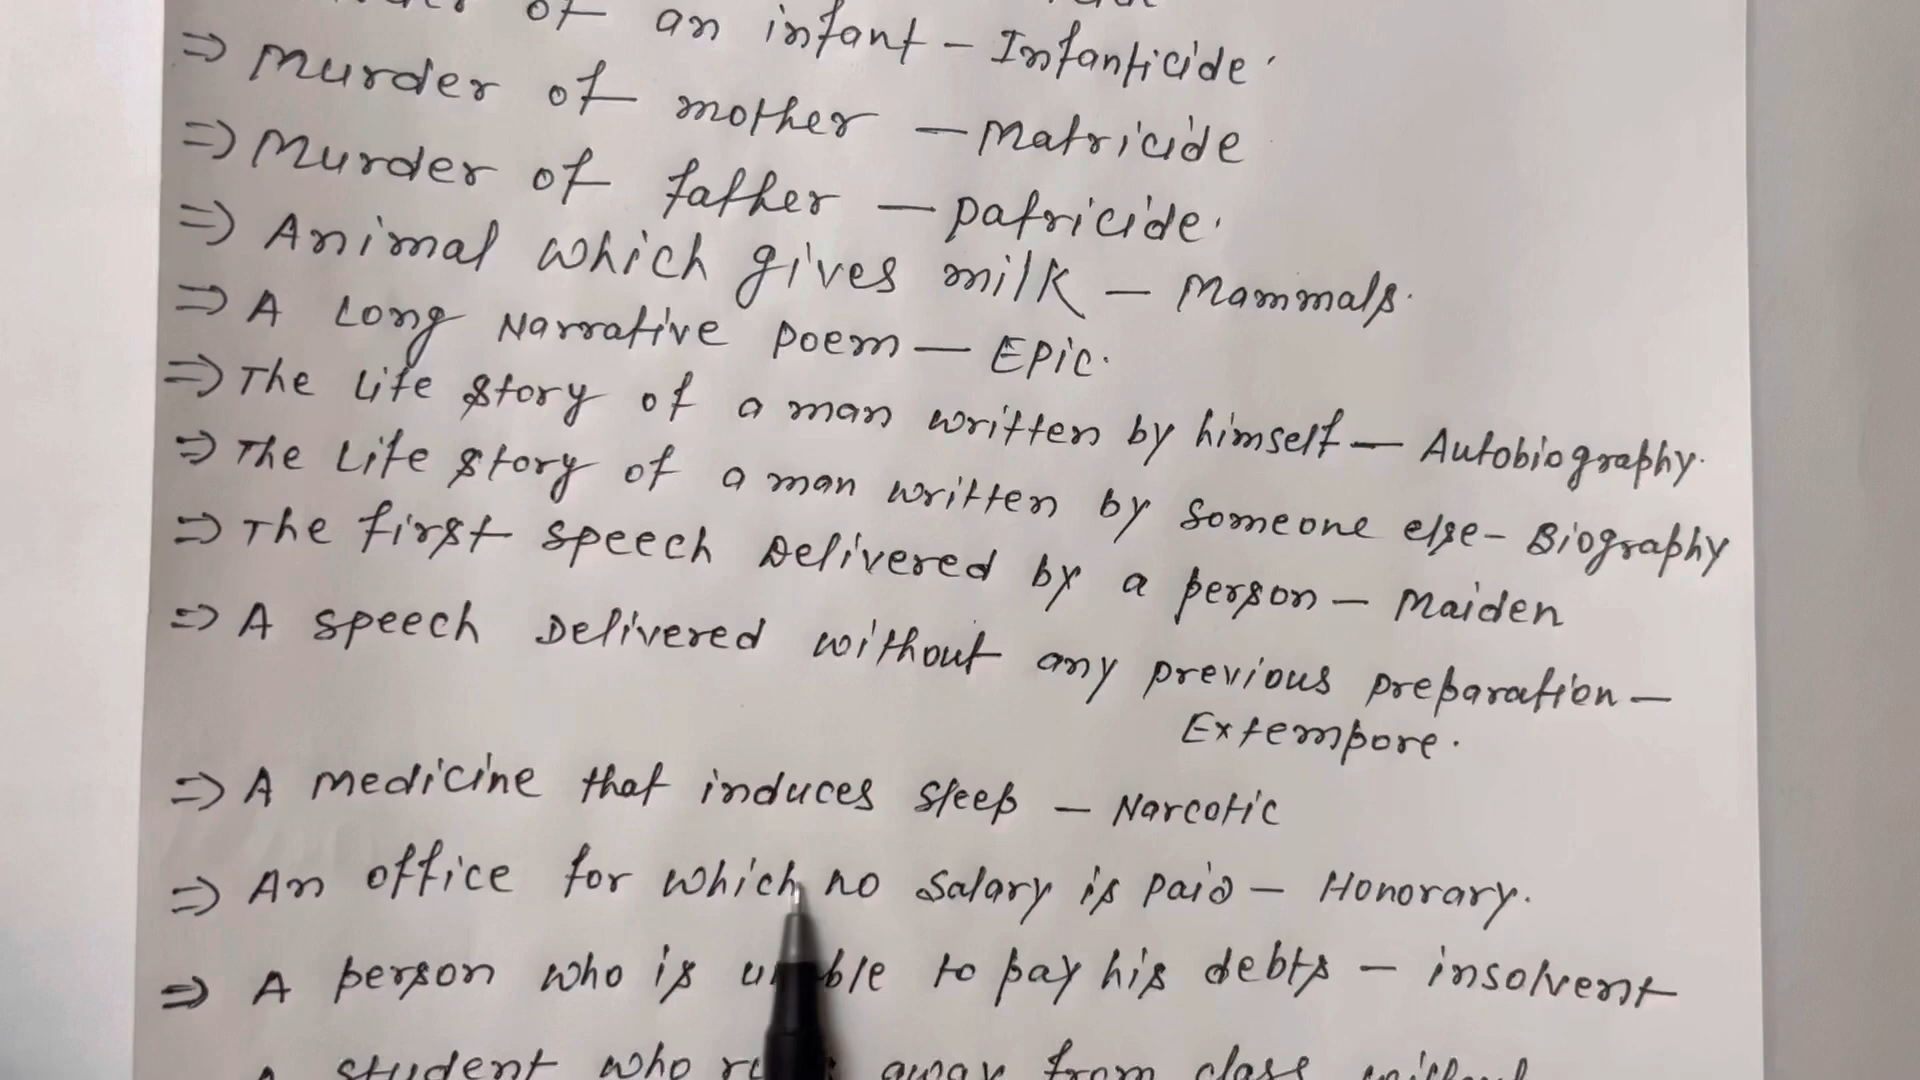 of an infant - Infanticide.
⇒ Murder of mother - Matricide
⇒ Murder of father - patricide.
⇒ Animal which gives milk - Mammals.
⇒ A Long Narrative poem - Epic.
⇒ The Life story of a man written by himself - Autobiography.
⇒ The Life story of a man written by someone else - Biography
⇒ The first speech Delivered by a person - Maiden
⇒ A speech Delivered without any previous preparation -
Extempore.
⇒ A medicine that induces sleep - Narcotic
⇒ An office for which no salary is paid - Honorary.
⇒ A person who is unable to pay his debts - insolvent
A student who away from class without